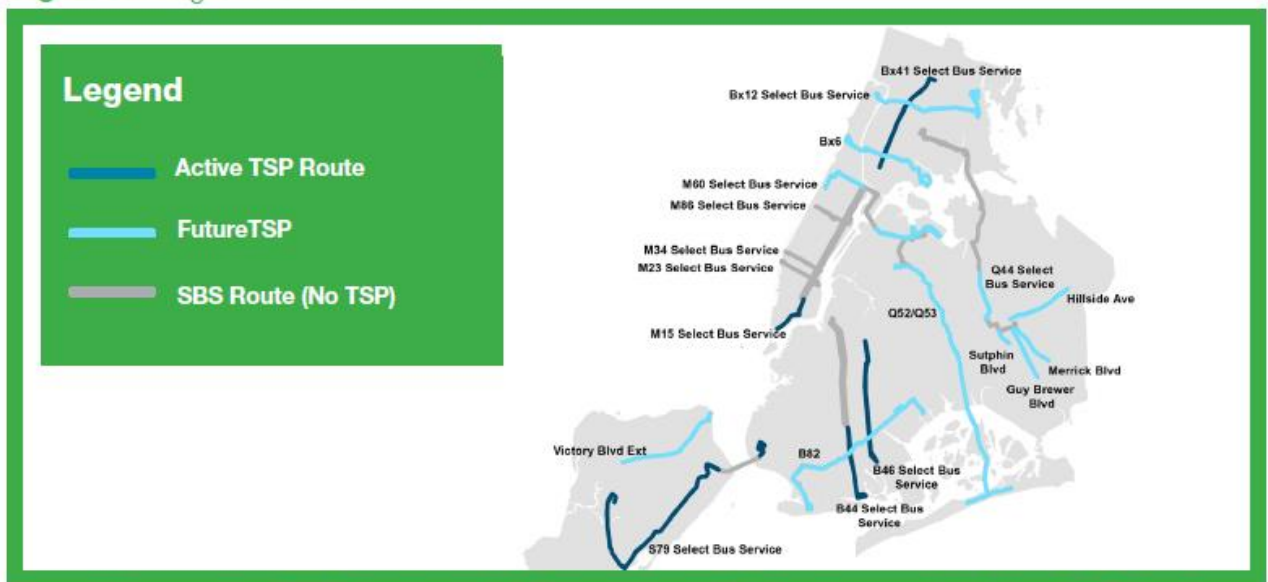 Legend
Active TSP Route
FutureTSP
SBS Route (No TSP)
Bx41 Select Bus Service
Bx12 Select Bus Service
Bx6
M60 Select Bus Service
M86 Select Bus Service
M34 Select Bus Service
M23 Select Bus Service
M15 Select Bus Service
Q44 Select
Bus Service
Hillside Ave
Q52/Q53
Sutphin
Blvd
Merrick Blvd
Guy Brewer
Blvd
Victory Blvd Ext
B82
B46 Select Bus
Service
B44 Select Bus
Service
S79 Select Bus Service